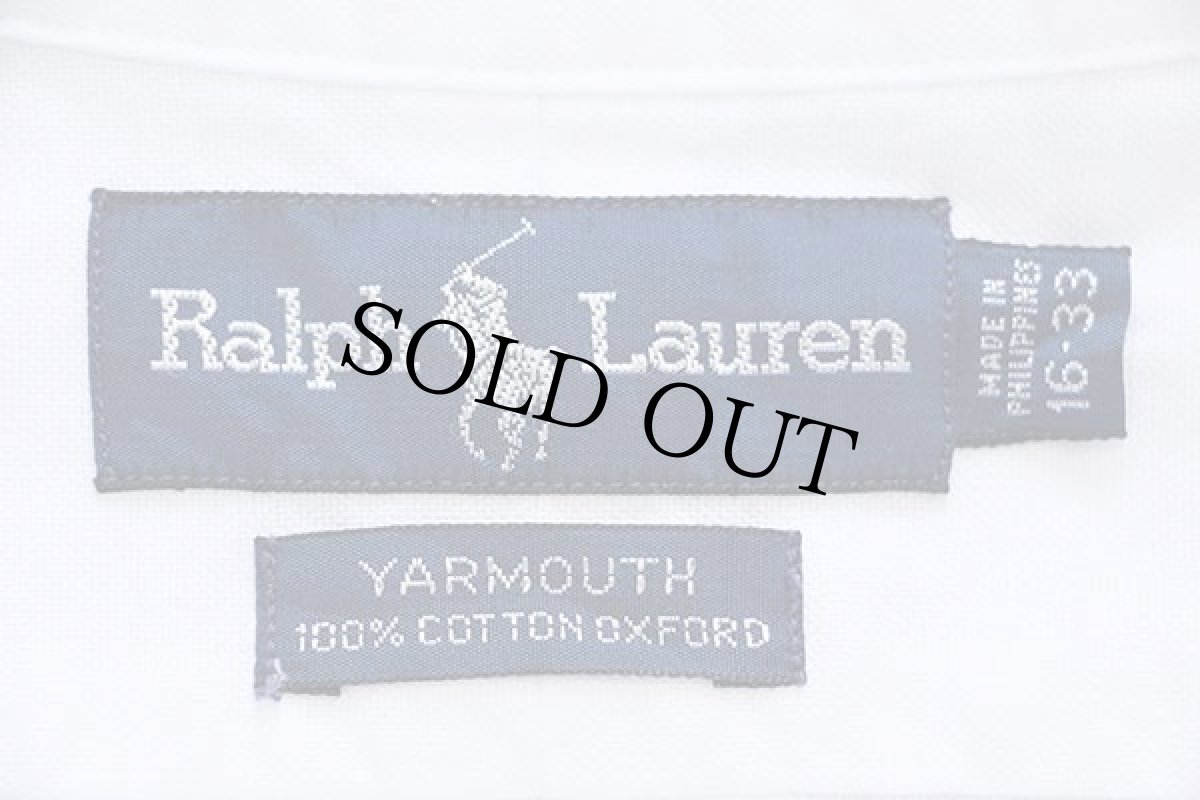 Ralph Lauren
MADE IN
PHILIPPINES
16-33
SOLD OUT
YARMOUTH
100% COTTON OXFORD